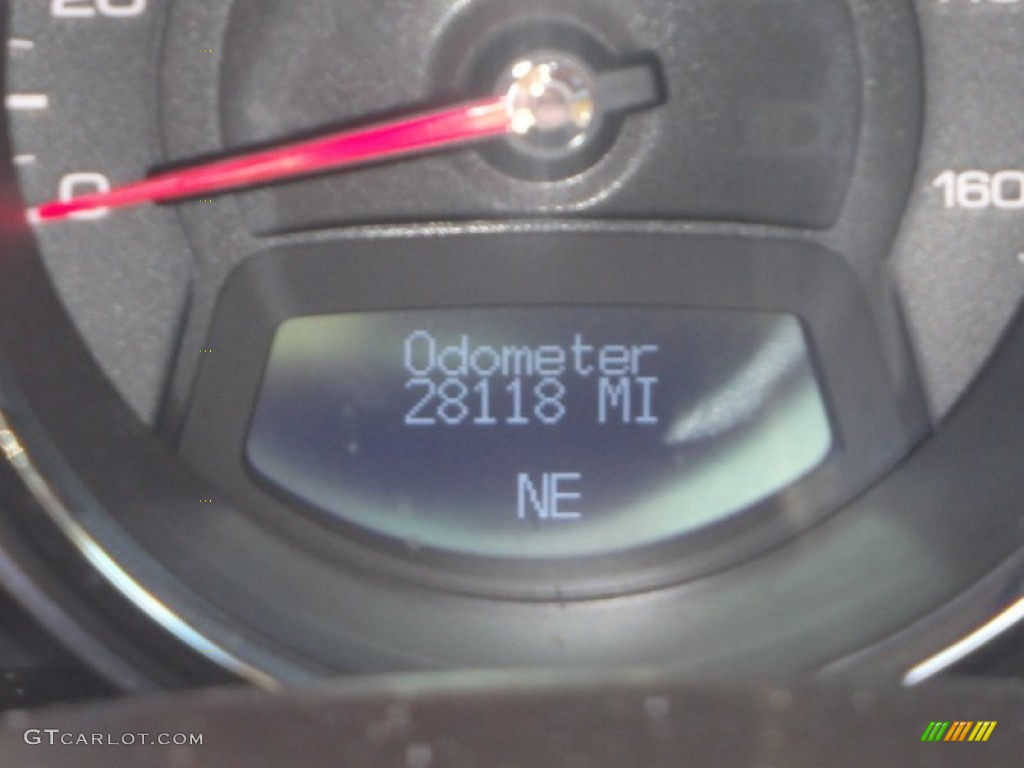 20
0
160
Odometer
28118 MI
NE
GTCARLOT.COM